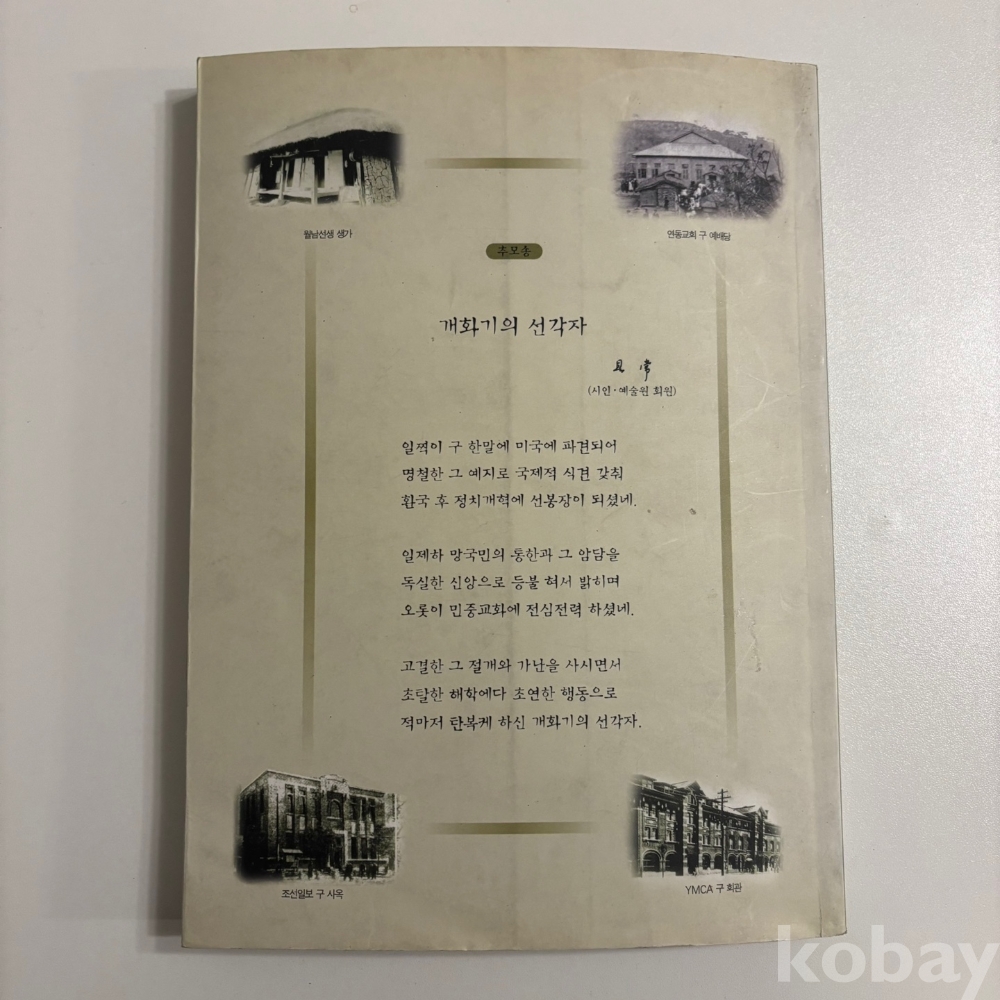 월남선생 생가
연동교회 구 예배당
추모송
개화기의 선각자
(시인·예술원 회원)
일찍이 구 한말에 미국에 파견되어
명철한 그 예지로 국제적 식견 갖춰
환국 후 정치개혁에 선봉장이 되셨네.
일제하 망국민의 통한과 그 암담을
독실한 신앙으로 등불 혀서 밝히며
오롯이 민중교화에 전심전력 하셨네.
고결한 그 절개와 가난을 사시면서
초탈한 해학에다 초연한 행동으로
적마저 탄복케 하신 개화기의 선각자.
조선일보 구 사옥
YMCA 구 회관
kobay